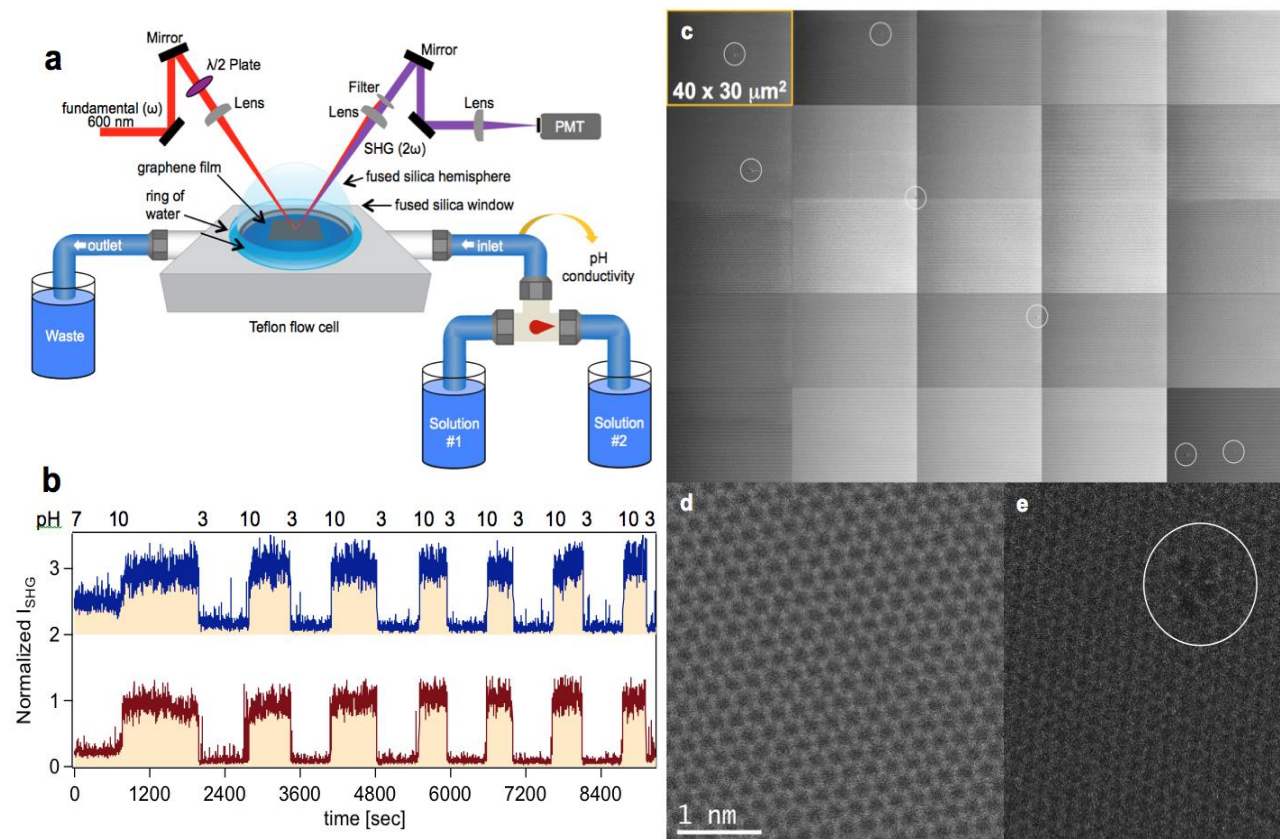 a
Mirror
λ/2 Plate
fundamental (ω)
600 nm
Lens
Mirror
Filter
Lens
Lens
PMT
SHG (2ω)
graphene film
fused silica hemisphere
ring of
water
fused silica window
outlet
inlet
pH
conductivity
Waste
Teflon flow cell
Solution
#1
Solution
#2
b
pH 7 10 3 10 3 10 3 10 3 10 3 10 3 10 3
Normalized I_SHG
3
2
1
0
0 1200 2400 3600 4800 6000 7200 8400
time [sec]
c
40 x 30 μm²
d
1 nm
e